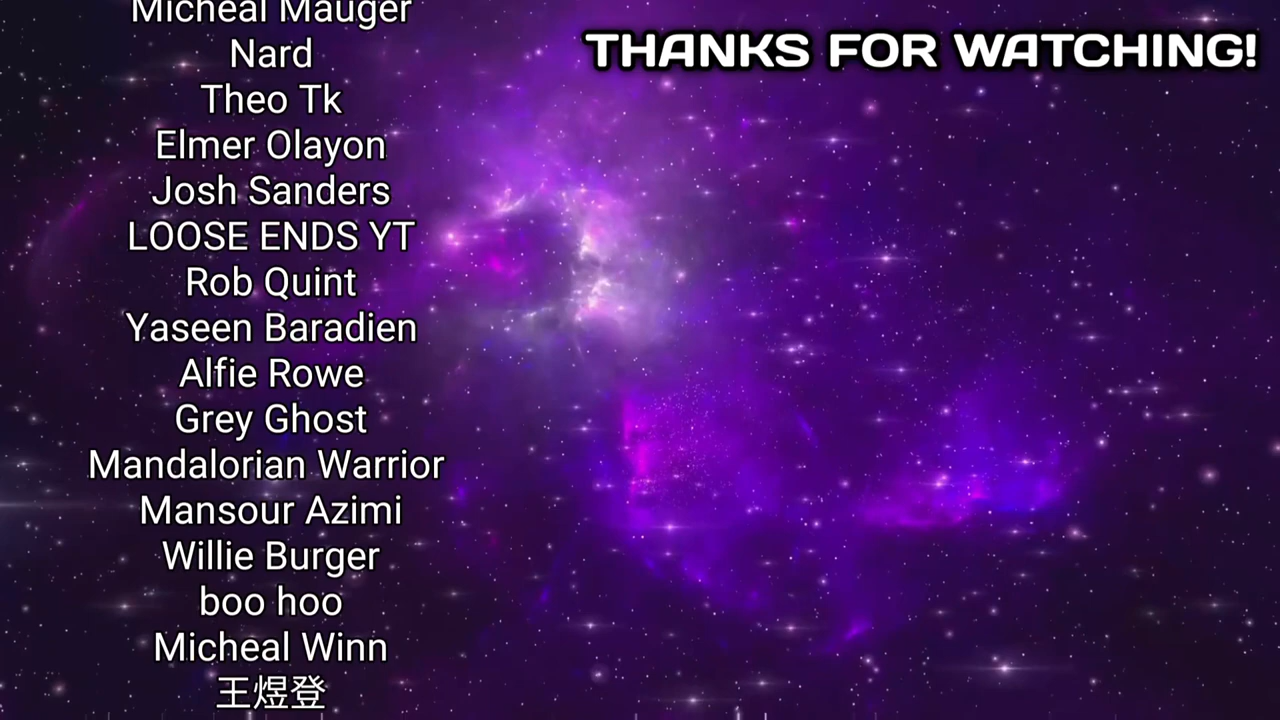 Micheal Mauger
THANKS FOR WATCHING!
Nard
Theo Tk
Elmer Olayon
Josh Sanders
LOOSE ENDS YT
Rob Quint
Yaseen Baradien
Alfie Rowe
Grey Ghost
Mandalorian Warrior
Mansour Azimi
Willie Burger
boo hoo
Micheal Winn
王煜登